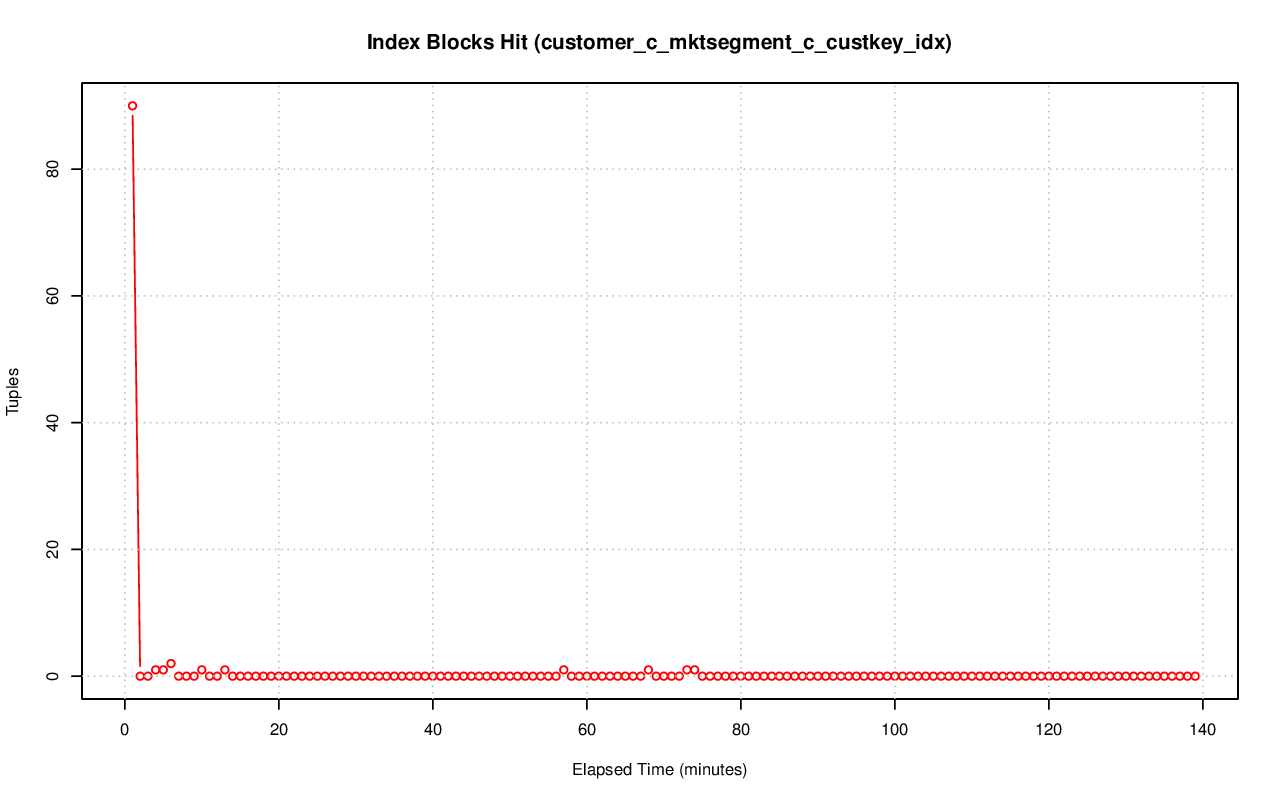 Index Blocks Hit (customer_c_mktsegment_c_custkey_idx)
Tuples
80
60
40
20
0
0 20 40 60 80 100 120 140
Elapsed Time (minutes)